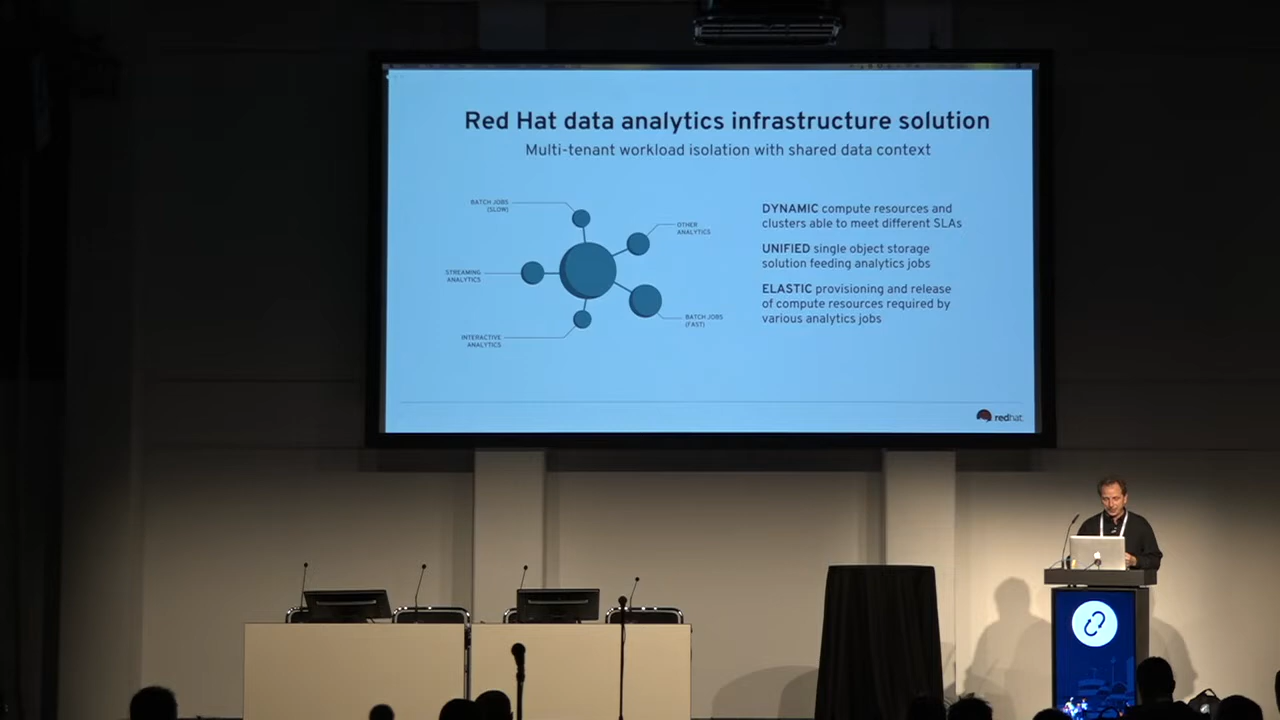 Red Hat data analytics infrastructure solution
Multi-tenant workload isolation with shared data context
BATCH JOBS
(SLOW)
OTHER
ANALYTICS
STREAMING
ANALYTICS
BATCH JOBS
(FAST)
INTERACTIVE
ANALYTICS
DYNAMIC compute resources and
clusters able to meet different SLAs
UNIFIED single object storage
solution feeding analytics jobs
ELASTIC provisioning and release
of compute resources required by
various analytics jobs
redhat.